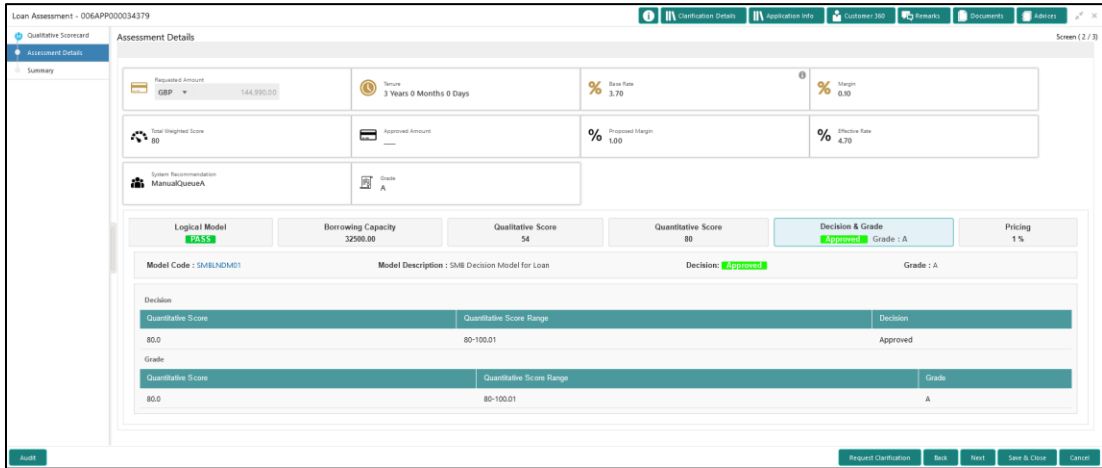 Loan Assessment - 006APP000034379
Clarification Details Application Info Customer 360 Remarks Documents Advices
Qualitative Scorecard
Assessment Details
Summary
Assessment Details
Screen ( 2 / 3)
Requested Amount
GBP 144,990.00
Tenure
3 Years 0 Months 0 Days
Base Rate
3.70
Margin
0.10
Total Weighted Score
80
Approved Amount
Proposed Margin
1.00
Effective Rate
4.70
System Recommendation
ManualQueueA
Grade
A
Logical Model
PASS
Borrowing Capacity
32500.00
Qualitative Score
54
Quantitative Score
80
Decision & Grade
Approved Grade : A
Pricing
1 %
Model Code : SMBLNDM01 Model Description : SMB Decision Model for Loan Decision: Approved Grade : A
Decision
Quantitative Score Quantitative Score Range Decision
80.0 80-100.01 Approved
Grade
Quantitative Score Quantitative Score Range Grade
80.0 80-100.01 A
Audit Request Clarification Back Next Save & Close Cancel